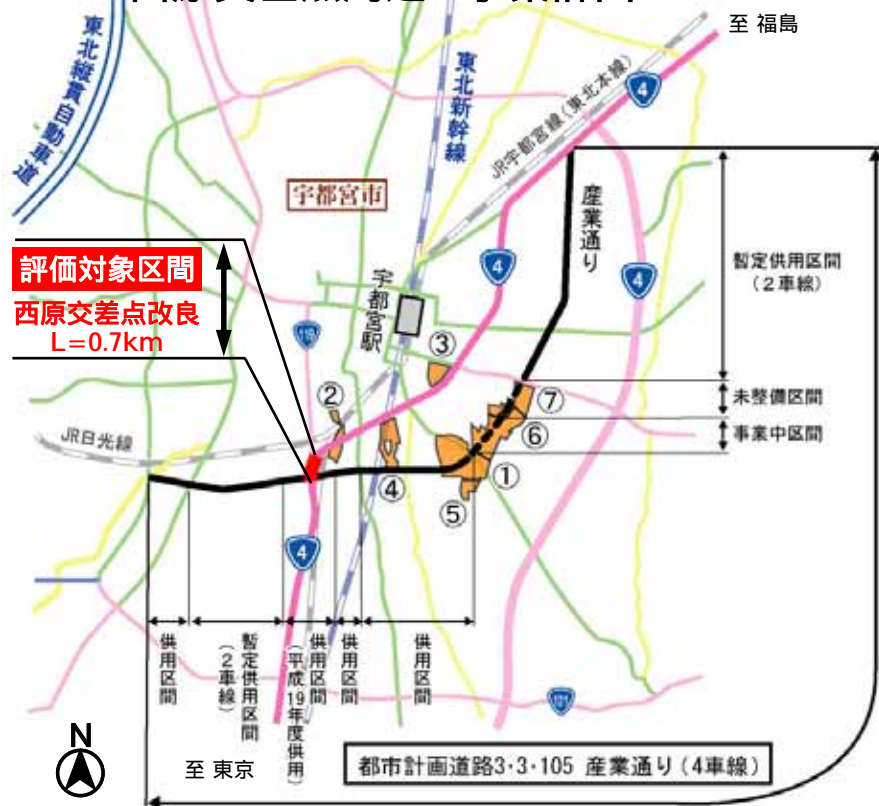 至 福島
東北縦貫自動車道
東北新幹線
JR宇都宮線(東北本線)
4
宇都宮市
産業通り
評価対象区間
西原交差点改良
L=0.7km
宇都宮駅
4
4
暫定供用区間
(2車線)
119
③
②
⑦
未整備区間
⑥
事業中区間
JR日光線
④
①
⑤
4
供用区間
暫定供用区間
(2車線)
供用区間
(平成19年度供用)
供用区間
供用区間
121
N
至 東京
都市計画道路3・3・105 産業通り(4車線)